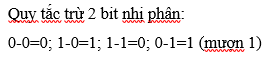 Quy tắc trừ 2 bit nhị phân:
0-0=0; 1-0=1; 1-1=0; 0-1=1 (mượn 1)